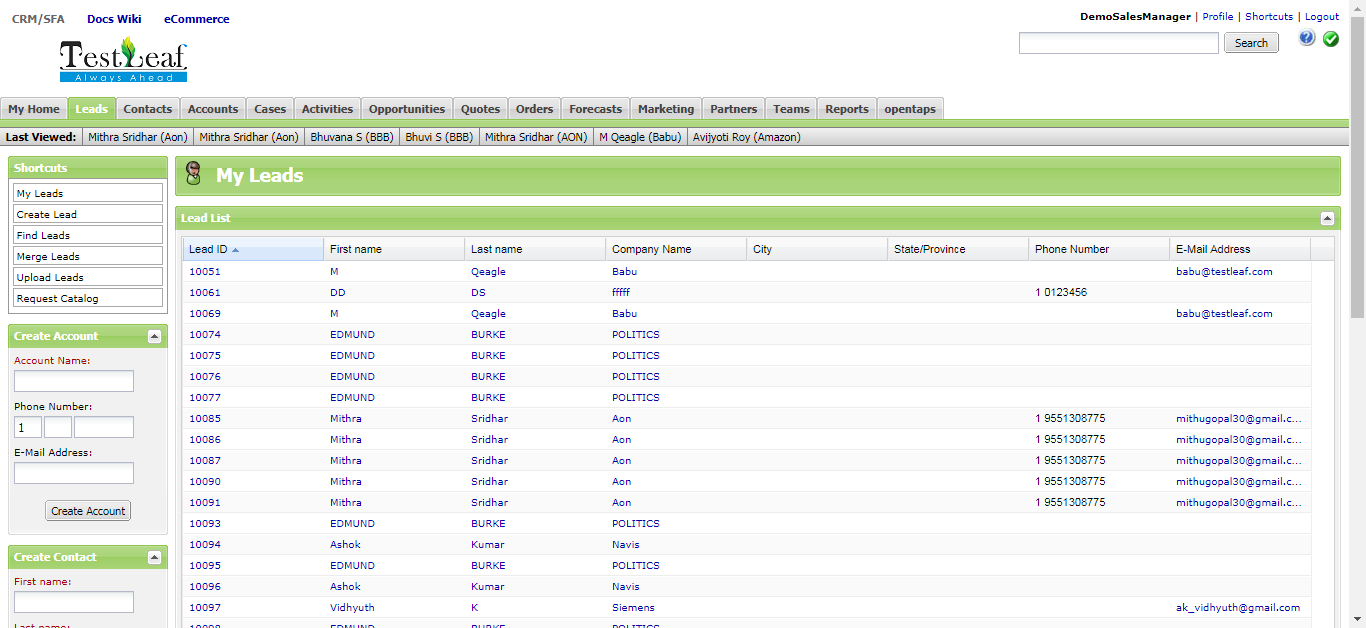 CRM/SFA Docs Wiki eCommerce
DemoSalesManager | Profile | Shortcuts | Logout
Search
TestLeaf
Always Ahead
My Home Leads Contacts Accounts Cases Activities Opportunities Quotes Orders Forecasts Marketing Partners Teams Reports opentaps
Last Viewed: Mithra Sridhar (Aon) Mithra Sridhar (Aon) Bhuvana S (BBB) Bhuvi S (BBB) Mithra Sridhar (AON) M Qeagle (Babu) Avijyoti Roy (Amazon)
Shortcuts
My Leads
Create Lead
Find Leads
Merge Leads
Upload Leads
Request Catalog
Create Account
Account Name:
Phone Number:
1
E-Mail Address:
Create Account
Create Contact
First name:
Last name:
My Leads
Lead List
Lead ID First name Last name Company Name City State/Province Phone Number E-Mail Address
10051 M Qeagle Babu babu@testleaf.com
10061 DD DS fffff 1 0123456
10069 M Qeagle Babu babu@testleaf.com
10074 EDMUND BURKE POLITICS
10075 EDMUND BURKE POLITICS
10076 EDMUND BURKE POLITICS
10077 EDMUND BURKE POLITICS
10085 Mithra Sridhar Aon 1 9551308775 mithugopal30@gmail.c...
10086 Mithra Sridhar Aon 1 9551308775 mithugopal30@gmail.c...
10087 Mithra Sridhar Aon 1 9551308775 mithugopal30@gmail.c...
10090 Mithra Sridhar Aon 1 9551308775 mithugopal30@gmail.c...
10091 Mithra Sridhar Aon 1 9551308775 mithugopal30@gmail.c...
10093 EDMUND BURKE POLITICS
10094 Ashok Kumar Navis
10095 EDMUND BURKE POLITICS
10096 Ashok Kumar Navis
10097 Vidhyuth K Siemens ak_vidhyuth@gmail.com
10098 EDMUND BURKE POLITICS